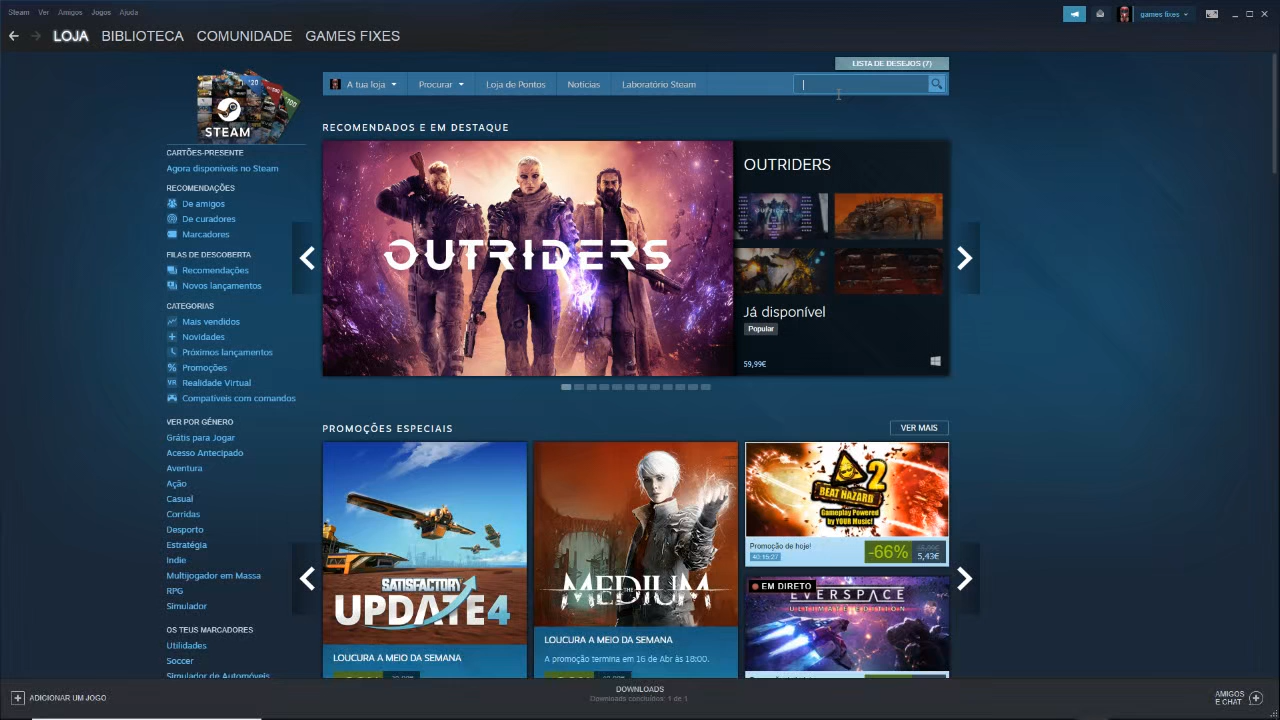 Steam Ver Amigos Jogos Ajuda
games fixes
LOJA BIBLIOTECA COMUNIDADE GAMES FIXES
LISTA DE DESEJOS (7)
A tua loja Procurar Loja de Pontos Notícias Laboratório Steam
STEAM
CARTÕES-PRESENTE
Agora disponíveis no Steam
RECOMENDAÇÕES
De amigos
De curadores
Marcadores
FILAS DE DESCOBERTA
Recomendações
Novos lançamentos
CATEGORIAS
Mais vendidos
Novidades
Próximos lançamentos
Promoções
VR Realidade Virtual
Compatíveis com comandos
VER POR GÉNERO
Grátis para Jogar
Acesso Antecipado
Aventura
Ação
Casual
Corridas
Desporto
Estratégia
Indie
Multijogador em Massa
RPG
Simulador
OS TEUS MARCADORES
Utilidades
Soccer
Simulador de Automóveis
RECOMENDADOS E EM DESTAQUE
OUTRIDERS
OUTRIDERS
Já disponível
Popular
59,99€
PROMOÇÕES ESPECIAIS
VER MAIS
SATISFACTORY
UPDATE4
LOUCURA A MEIO DA SEMANA
THE MEDIUM
LOUCURA A MEIO DA SEMANA
A promoção termina em 16 de Abr às 18:00.
2
BEAT HAZARD
Gameplay Powered
by YOUR Music!
Promoção de hoje!
-66%
5,43€
EM DIRETO
EVERSPACE
ADICIONAR UM JOGO
DOWNLOADS
Downloads concluídos: 1 de 1
AMIGOS
E CHAT